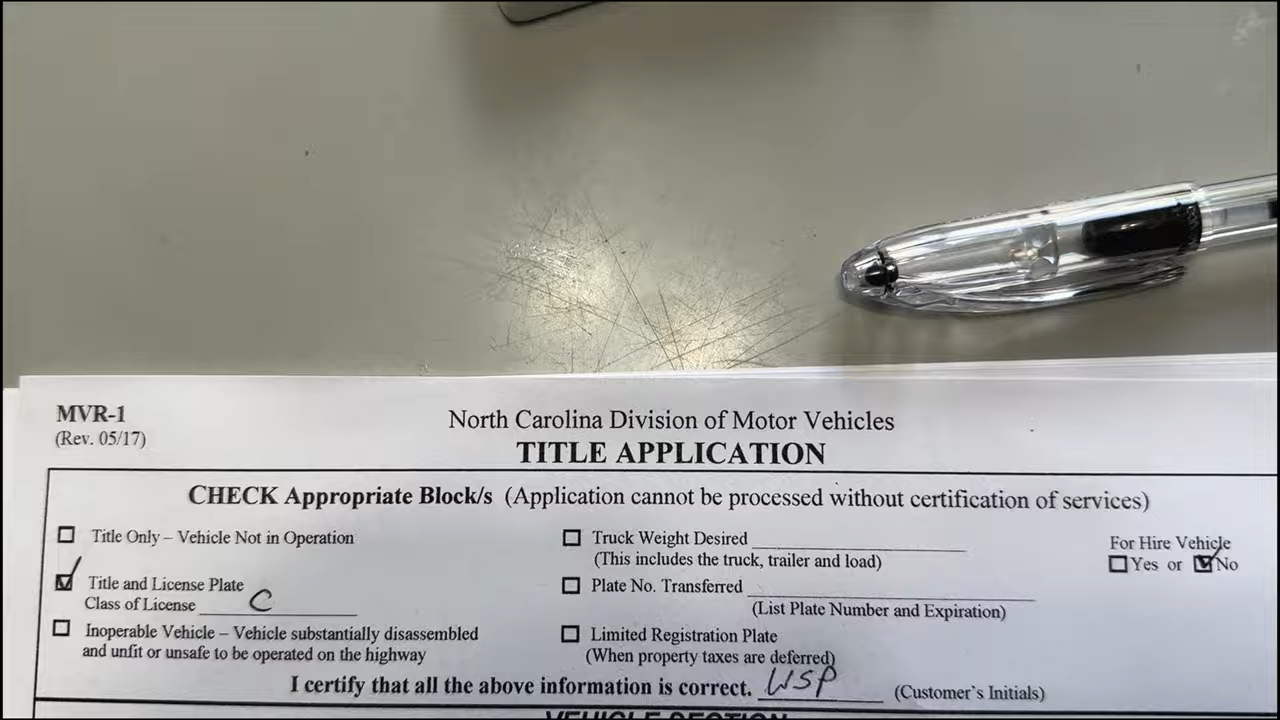 MVR-1
(Rev. 05/17)
North Carolina Division of Motor Vehicles
TITLE APPLICATION
CHECK Appropriate Block/s (Application cannot be processed without certification of services)
Title Only – Vehicle Not in Operation
Title and License Plate
Class of License C
Inoperable Vehicle – Vehicle substantially disassembled
and unfit or unsafe to be operated on the highway
Truck Weight Desired
(This includes the truck, trailer and load)
Plate No. Transferred
(List Plate Number and Expiration)
Limited Registration Plate
(When property taxes are deferred)
For Hire Vehicle
Yes or No
I certify that all the above information is correct. WSP (Customer's Initials)
VEHICLE SECTION